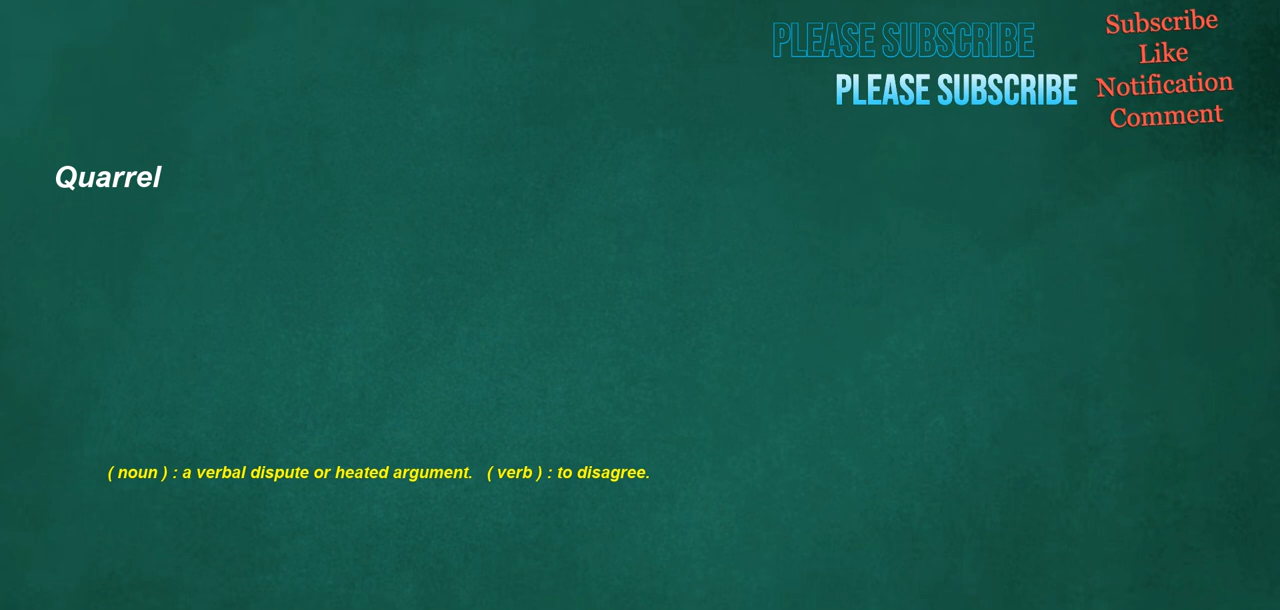 PLEASE SUBSCRIBE
PLEASE SUBSCRIBE
Subscribe
Like
Notification
Comment
Quarrel
( noun ) : a verbal dispute or heated argument.   ( verb ) : to disagree.